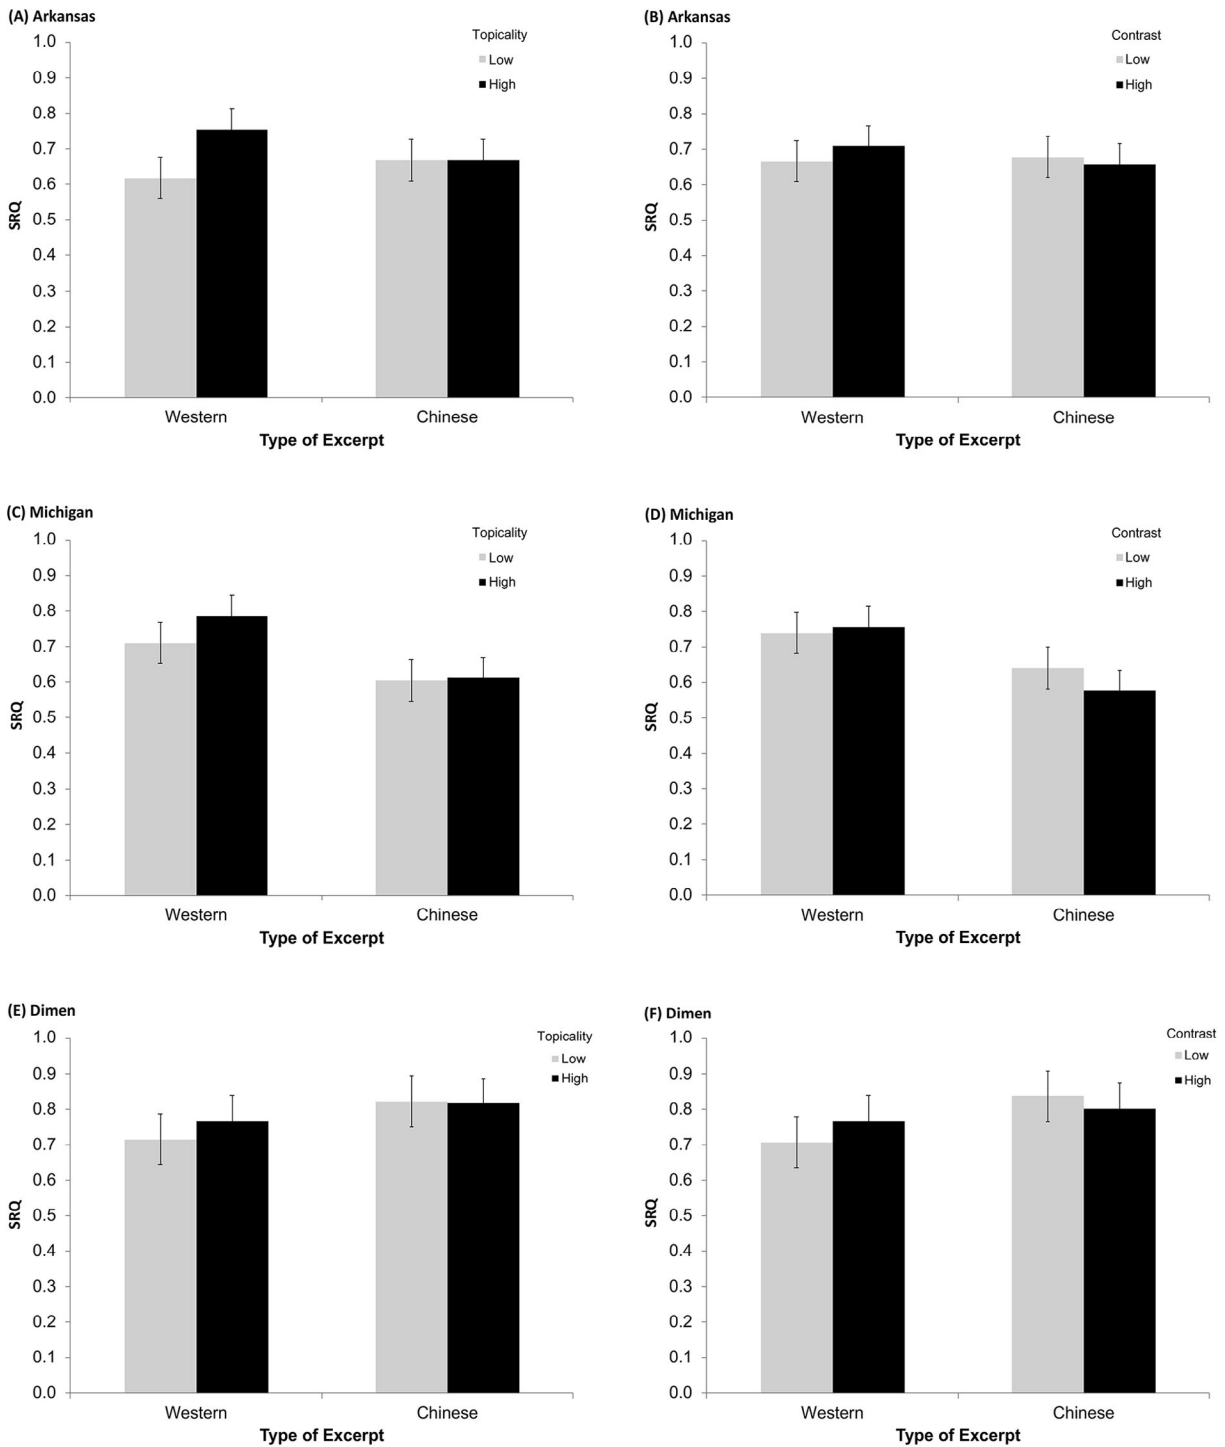 (A) Arkansas
Topicality
Low
High
1.0
0.9
0.8
0.7
0.6
0.5
0.4
0.3
0.2
0.1
0.0
SRQ
Western Chinese
Type of Excerpt
(B) Arkansas
Contrast
Low
High
1.0
0.9
0.8
0.7
0.6
0.5
0.4
0.3
0.2
0.1
0.0
SRQ
Western Chinese
Type of Excerpt
(C) Michigan
Topicality
Low
High
1.0
0.9
0.8
0.7
0.6
0.5
0.4
0.3
0.2
0.1
0.0
SRQ
Western Chinese
Type of Excerpt
(D) Michigan
Contrast
Low
High
1.0
0.9
0.8
0.7
0.6
0.5
0.4
0.3
0.2
0.1
0.0
SRQ
Western Chinese
Type of Excerpt
(E) Dimen
Topicality
Low
High
1.0
0.9
0.8
0.7
0.6
0.5
0.4
0.3
0.2
0.1
0.0
SRQ
Western Chinese
Type of Excerpt
(F) Dimen
Contrast
Low
High
1.0
0.9
0.8
0.7
0.6
0.5
0.4
0.3
0.2
0.1
0.0
SRQ
Western Chinese
Type of Excerpt